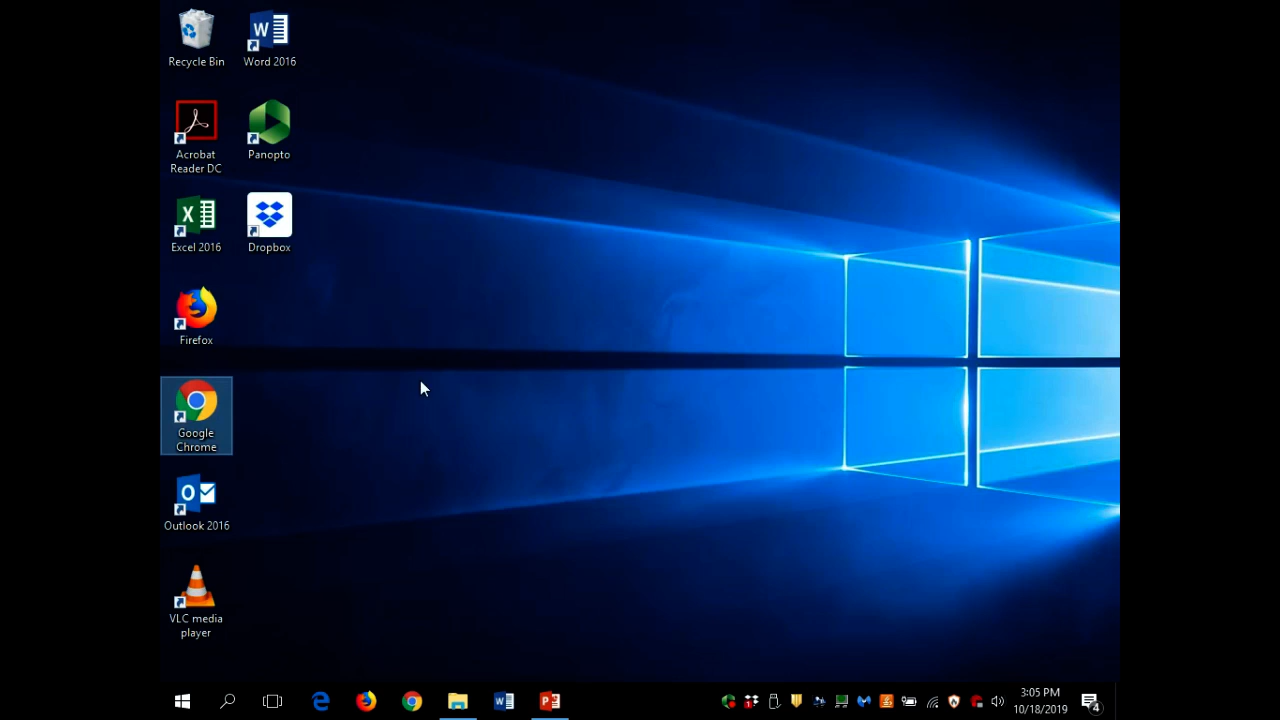 Recycle Bin
Word 2016
Acrobat
Reader DC
Panopto
Excel 2016
Dropbox
Firefox
Google
Chrome
Outlook 2016
VLC media
player
3:05 PM
10/18/2019
4